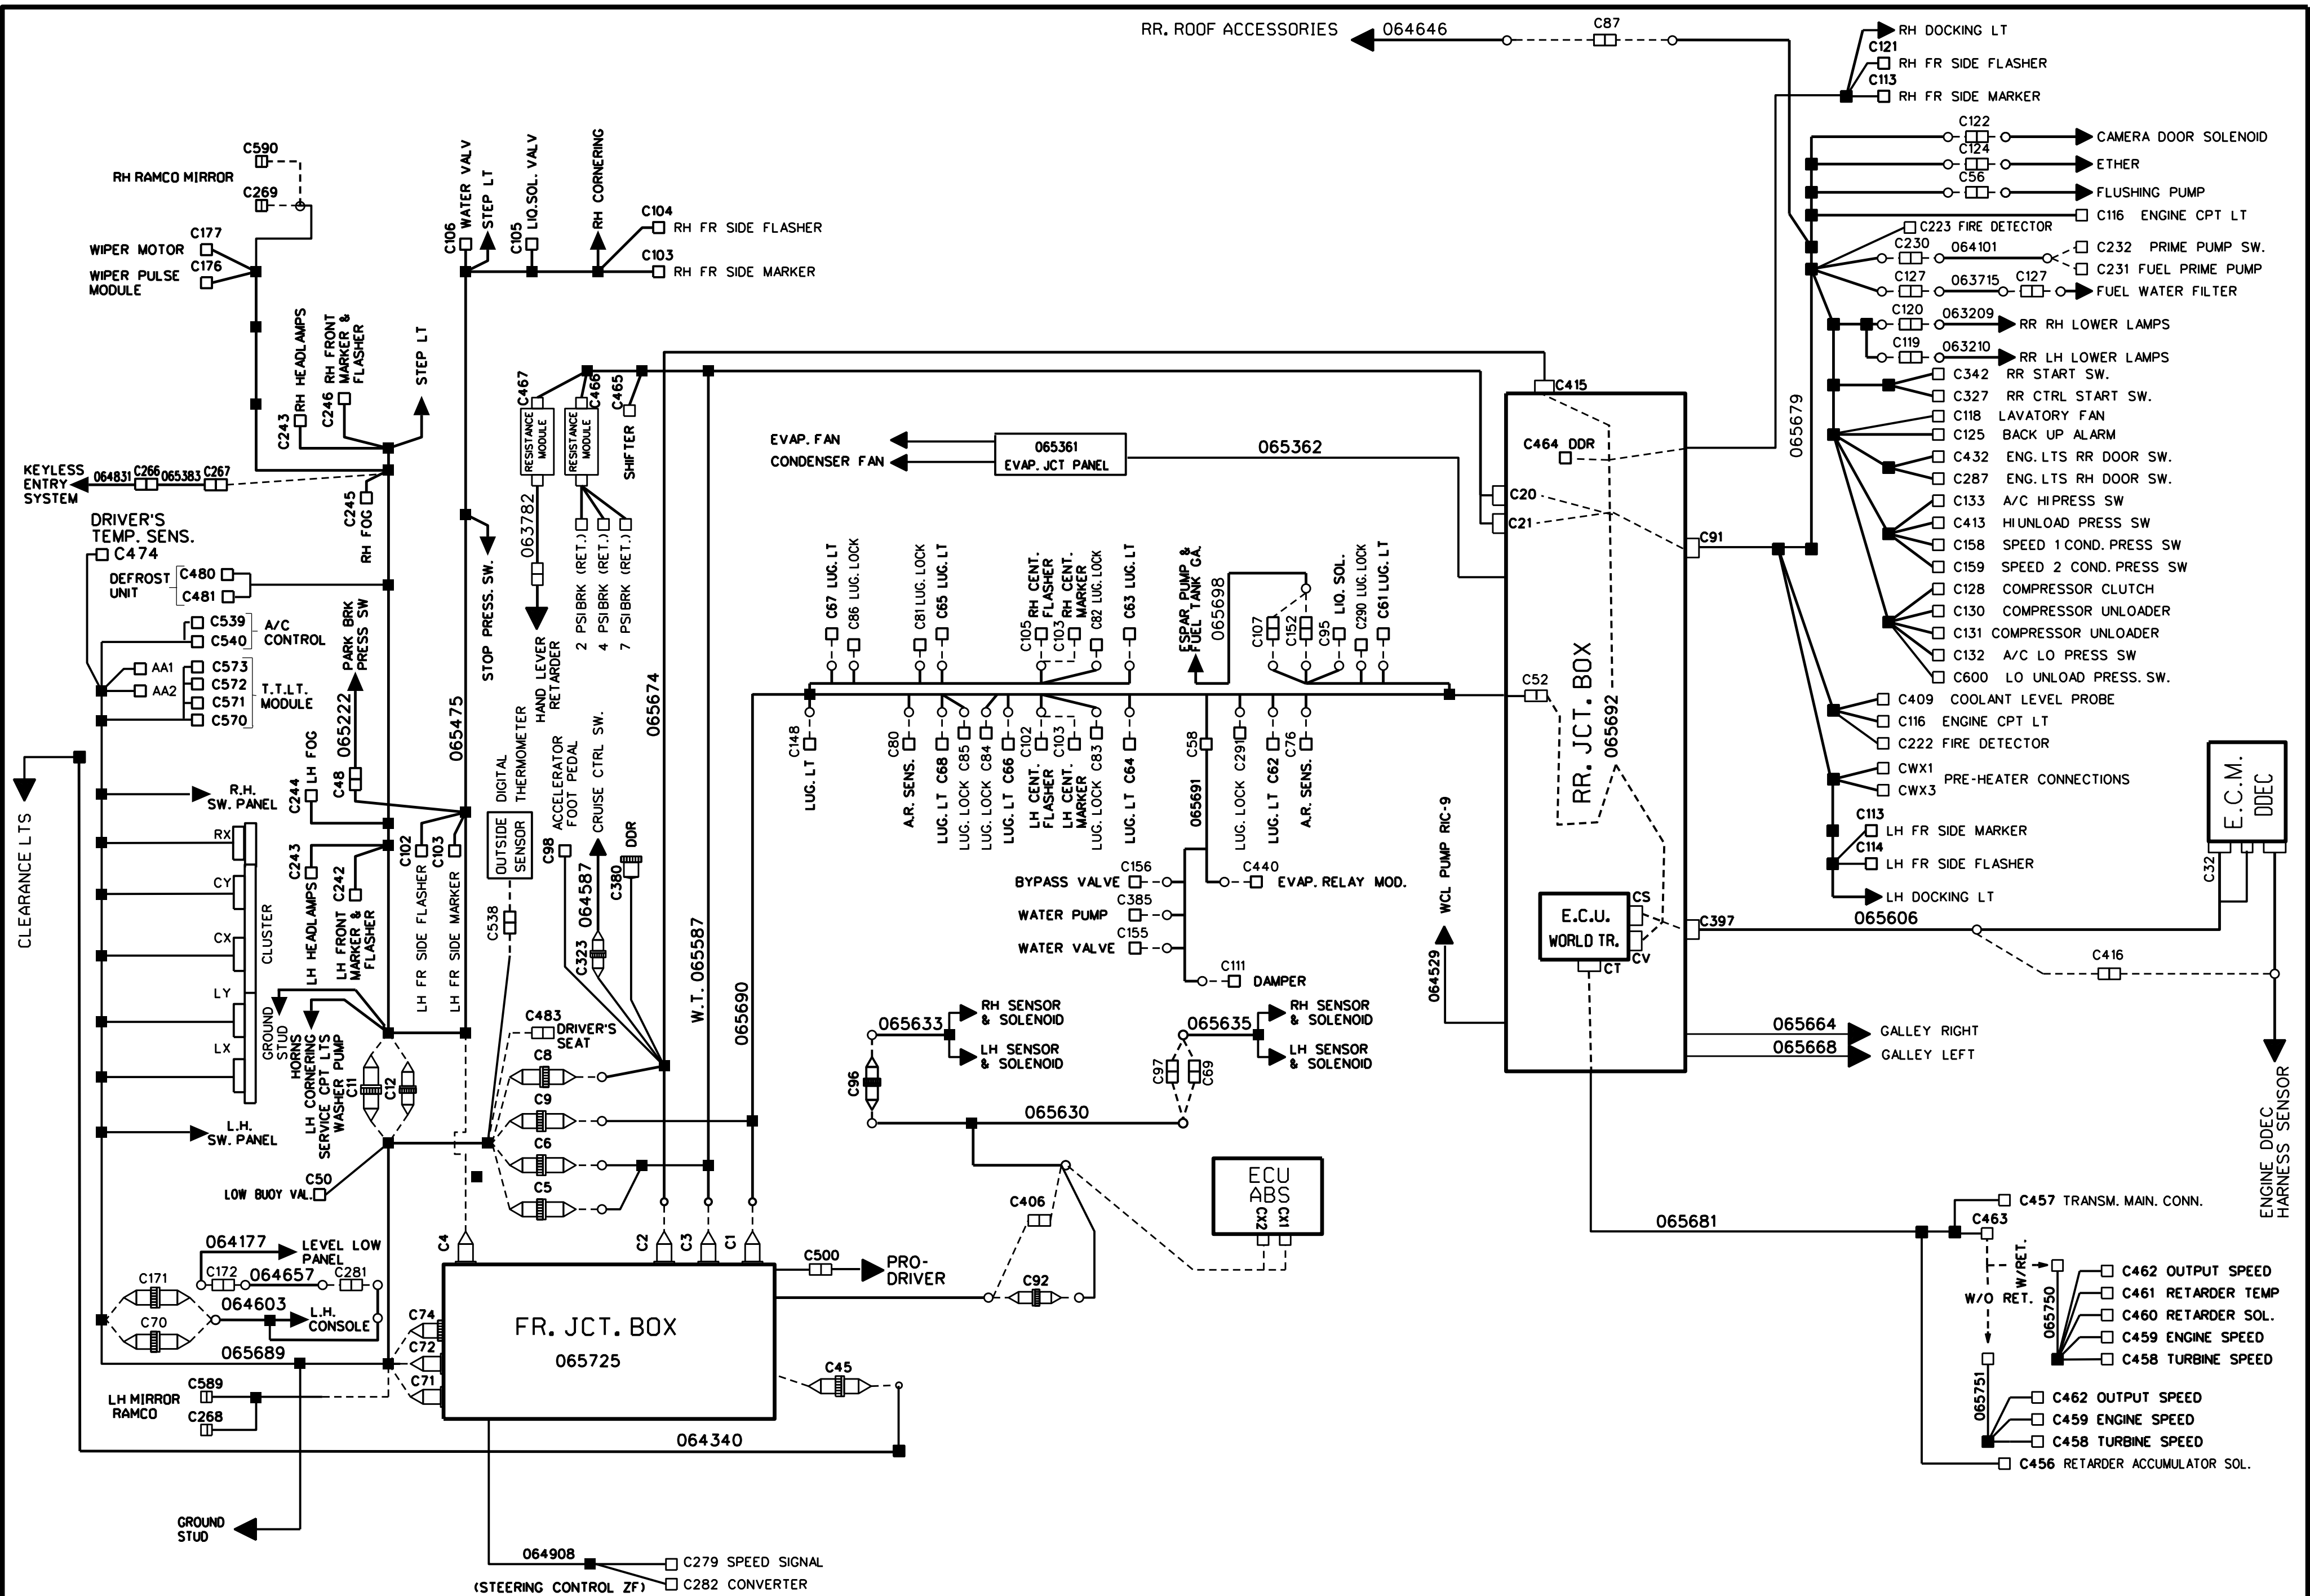 RR. ROOF ACCESSORIES
064646
C87
RH DOCKING LT
C121
RH FR SIDE FLASHER
C113
RH FR SIDE MARKER
C122
CAMERA DOOR SOLENOID
C124
ETHER
C56
FLUSHING PUMP
C116 ENGINE CPT LT
C223 FIRE DETECTOR
C230
064101
C232 PRIME PUMP SW.
C231 FUEL PRIME PUMP
C127
063715
C127
FUEL WATER FILTER
C120
063209
RR RH LOWER LAMPS
C119
063210
RR LH LOWER LAMPS
C342 RR START SW.
C327 RR CTRL START SW.
C118 LAVATORY FAN
C125 BACK UP ALARM
C432 ENG. LTS RR DOOR SW.
C287 ENG. LTS RH DOOR SW.
C133 A/C HI PRESS SW
C413 HI UNLOAD PRESS SW
C158 SPEED 1 COND. PRESS SW
C159 SPEED 2 COND. PRESS SW
C128 COMPRESSOR CLUTCH
C130 COMPRESSOR UNLOADER
C131 COMPRESSOR UNLOADER
C132 A/C LO PRESS SW
C600 LO UNLOAD PRESS. SW.
C409 COOLANT LEVEL PROBE
C116 ENGINE CPT LT
C222 FIRE DETECTOR
CWX1
CWX3
PRE-HEATER CONNECTIONS
C113
LH FR SIDE MARKER
C114
LH FR SIDE FLASHER
LH DOCKING LT
065679
C590
RH RAMCO MIRROR
C269
C177
WIPER MOTOR
C176
WIPER PULSE
MODULE
C243
RH HEADLAMPS
C246
RH FRONT
MARKER &
FLASHER
STEP LT
C106
WATER VALV
STEP LT
C105
LIQ.SOL. VALV
RH CORNERING
C104
RH FR SIDE FLASHER
C103
RH FR SIDE MARKER
KEYLESS
ENTRY
SYSTEM
064831
C266
065383
C267
C245
RH FOG
DRIVER'S
TEMP. SENS.
C474
DEFROST
UNIT
C480
C481
C539
C540
A/C
CONTROL
AA1
AA2
C573
C572
C571
C570
T.T.LT.
MODULE
PARK BRK
PRESS SW
065222
C48
C244
LH FOG
R.H.
SW. PANEL
RX
CY
CX
LY
LX
CLUSTER
C243
LH HEADLAMPS
C242
LH FRONT
MARKER &
FLASHER
GROUND
STUD
HORNS
LH CORNERING
SERVICE CPT LTS
WASHER PUMP
C11
C12
C102
LH FR SIDE FLASHER
C103
LH FR SIDE MARKER
065475
STOP PRESS. SW.
L.H.
SW. PANEL
C50
LOW BUOY VAL.
CLEARANCE LTS
064177
LEVEL LOW
PANEL
C171
C172
064657
C281
064603
L.H.
CONSOLE
C70
065689
C589
LH MIRROR
RAMCO
C268
GROUND
STUD
C74
C72
C71
FR. JCT. BOX
065725
C4
C2
C3
C1
C500
PRO-
DRIVER
C45
064340
064908
(STEERING CONTROL ZF)
C279 SPEED SIGNAL
C282 CONVERTER
C467
RESISTANCE
MODULE
C466
RESISTANCE
MODULE
C465
SHIFTER
063782
HAND LEVER
RETARDER
2 PSI BRK (RET.)
4 PSI BRK (RET.)
7 PSI BRK (RET.)
DIGITAL
THERMOMETER
OUTSIDE
SENSOR
C538
C98
ACCELERATOR
FOOT PEDAL
064587
CRUISE CTRL SW.
C323
C380
DDR
C483
DRIVER'S
SEAT
C8
C9
C6
C5
065674
W.T. 065587
065690
EVAP. FAN
CONDENSER FAN
065361
EVAP. JCT PANEL
065362
C67 LUG. LT
C86 LUG. LOCK
C81 LUG. LOCK
C65 LUG. LT
C105 RH CENT.
FLASHER
C103 RH CENT.
MARKER
C82 LUG. LOCK
C63 LUG. LT
ESPAR PUMP &
FUEL TANK GA.
065698
C107
C152
C95
LIQ. SOL.
C290 LUG. LOCK
C61 LUG. LT
LUG. LT C148
A.R. SENS. C80
LUG. LT C68
LUG. LOCK C85
LUG. LOCK C84
LUG. LT C66
LH CENT. C102
FLASHER
LH CENT. C103
MARKER
LUG. LOCK C83
LUG. LT C64
C58
065691
LUG. LOCK C291
LUG. LT C62
A.R. SENS. C76
C156
BYPASS VALVE
C385
WATER PUMP
C155
WATER VALVE
C440
EVAP. RELAY MOD.
C111
DAMPER
WCL PUMP RIC-9
064529
065633
RH SENSOR
& SOLENOID
LH SENSOR
& SOLENOID
C96
065635
RH SENSOR
& SOLENOID
LH SENSOR
& SOLENOID
C97
C69
065630
C406
C92
ECU
ABS
CX2
CX1
C415
C464 DDR
C20
C21
C91
C52
RR. JCT. BOX
065692
E.C.U.
WORLD TR.
CS
CV
CT
C397
065606
C416
C32
E.C.M.
DDEC
ENGINE DDEC
HARNESS SENSOR
065664
GALLEY RIGHT
065668
GALLEY LEFT
065681
C457 TRANSM. MAIN. CONN.
C463
W/RET.
W/O RET.
065750
C462 OUTPUT SPEED
C461 RETARDER TEMP
C460 RETARDER SOL.
C459 ENGINE SPEED
C458 TURBINE SPEED
065751
C462 OUTPUT SPEED
C459 ENGINE SPEED
C458 TURBINE SPEED
C456 RETARDER ACCUMULATOR SOL.